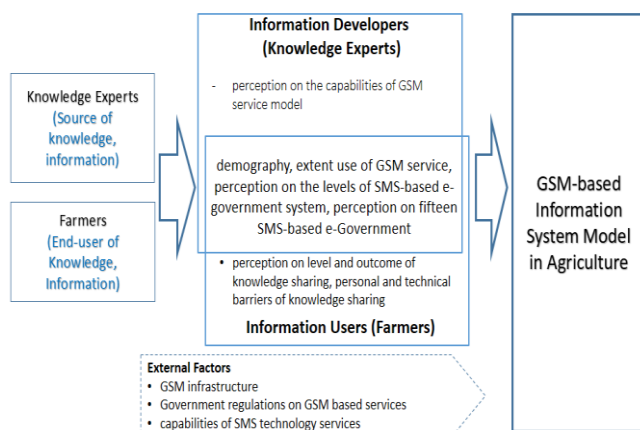 Information Developers
(Knowledge Experts)
- perception on the capabilities of GSM
service model
Knowledge Experts
(Source of
knowledge,
information)
demography, extent use of GSM service,
perception on the levels of SMS-based e-
government system, perception on fifteen
SMS-based e-Government
Farmers
(End-user of
Knowledge,
Information)
• perception on level and outcome of
knowledge sharing, personal and technical
barriers of knowledge sharing
Information Users (Farmers)
GSM-based
Information
System Model
in Agriculture
External Factors
• GSM infrastructure
• Government regulations on GSM based services
• capabilities of SMS technology services